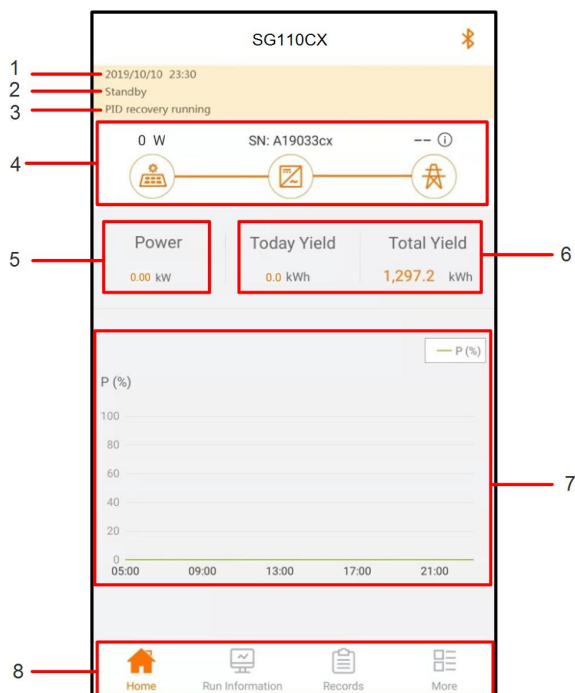 SG110CX
1
2019/10/10 23:30
2
Standby
3
PID recovery running
4
0 W
SN: A19033cx
--
5
Power
Today Yield
Total Yield
6
0.00 kW
0.0 kWh
1,297.2 kWh
P (%)
P (%)
100
80
60
7
40
20
0
05:00 09:00 13:00 17:00 21:00
8
Home Run Information Records More